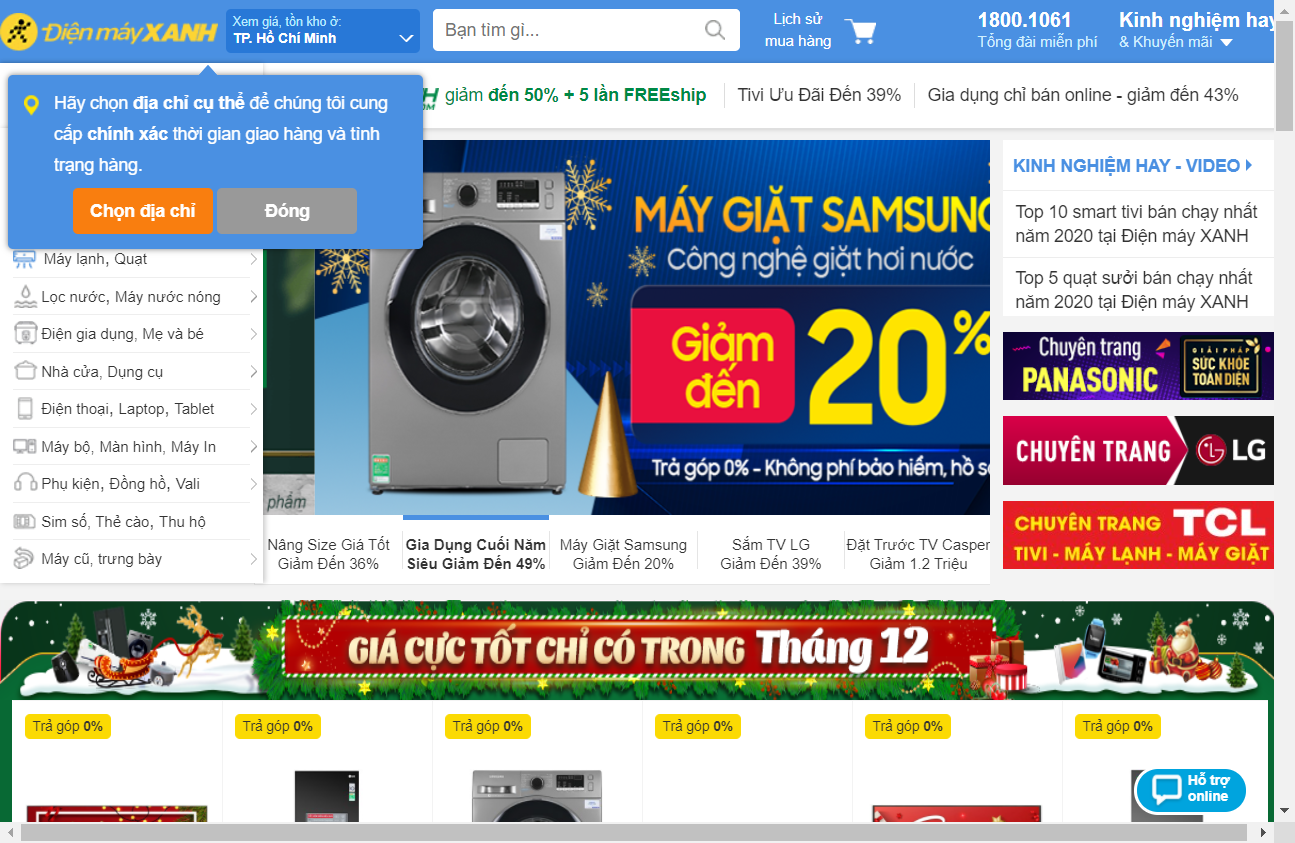 Điện máy XANH
Xem giá, tồn kho ở:
TP. Hồ Chí Minh
Bạn tìm gì...
Lịch sử
mua hàng
1800.1061
Tổng đài miễn phí
Kinh nghiệm hay
& Khuyến mãi
Hãy chọn địa chỉ cụ thể để chúng tôi cung
cấp chính xác thời gian giao hàng và tình
trạng hàng.
Chọn địa chỉ
Đóng
giảm đến 50% + 5 lần FREEship
Tivi Ưu Đãi Đến 39%
Gia dụng chỉ bán online - giảm đến 43%
Máy lạnh, Quạt
Lọc nước, Máy nước nóng
Điện gia dụng, Mẹ và bé
Nhà cửa, Dụng cụ
Điện thoại, Laptop, Tablet
Máy bộ, Màn hình, Máy In
Phụ kiện, Đồng hồ, Vali
Sim số, Thẻ cào, Thu hộ
Máy cũ, trưng bày
phẩm
MÁY GIẶT SAMSUNG
Công nghệ giặt hơi nước
Giảm
đến
20%
Trả góp 0% - Không phí bảo hiểm, hồ sơ
Nâng Size Giá Tốt
Giảm Đến 36%
Gia Dụng Cuối Năm
Siêu Giảm Đến 49%
Máy Giặt Samsung
Giảm Đến 20%
Sắm TV LG
Giảm Đến 39%
Đặt Trước TV Casper
Giảm 1.2 Triệu
KINH NGHIỆM HAY - VIDEO
Top 10 smart tivi bán chạy nhất
năm 2020 tại Điện máy XANH
Top 5 quạt sưởi bán chạy nhất
năm 2020 tại Điện máy XANH
Chuyên trang
PANASONIC
GIẢI PHÁP
SỨC KHỎE
TOÀN DIỆN
CHUYÊN TRANG
LG
CHUYÊN TRANG TCL
TIVI - MÁY LẠNH - MÁY GIẶT
GIÁ CỰC TỐT CHỈ CÓ TRONG Tháng 12
Trả góp 0%
Trả góp 0%
Trả góp 0%
Trả góp 0%
Trả góp 0%
Trả góp 0%
Hỗ trợ
online